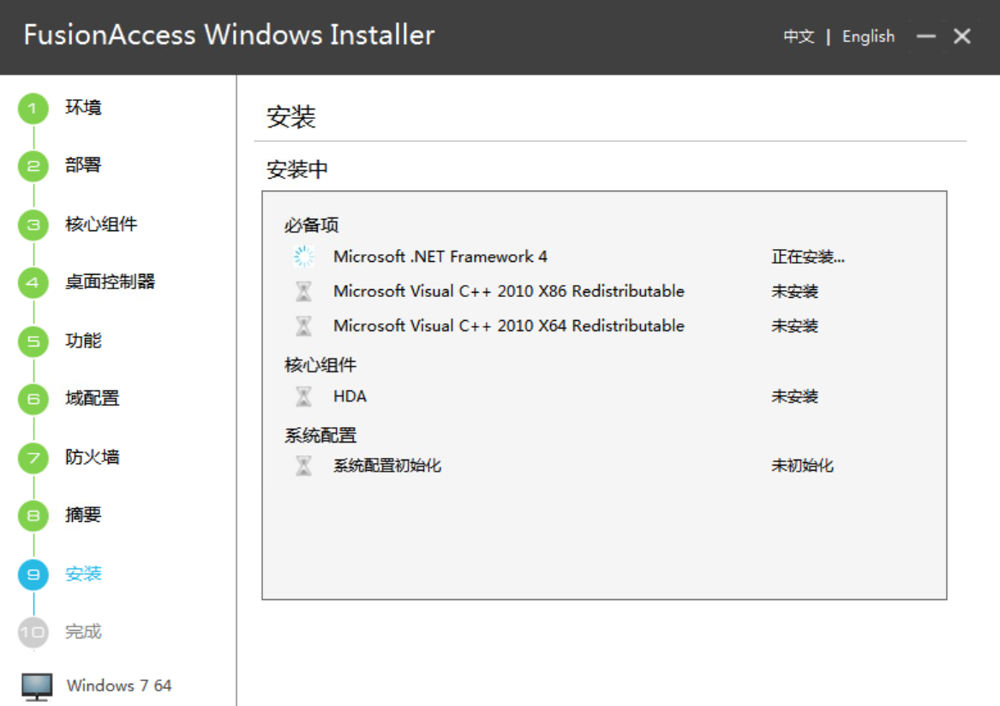 FusionAccess Windows Installer
中文 | English
1 环境
2 部署
3 核心组件
4 桌面控制器
5 功能
6 域配置
7 防火墙
8 摘要
9 安装
10 完成
Windows 7 64
安装
安装中
必备项
Microsoft .NET Framework 4 正在安装...
Microsoft Visual C++ 2010 X86 Redistributable 未安装
Microsoft Visual C++ 2010 X64 Redistributable 未安装
核心组件
HDA 未安装
系统配置
系统配置初始化 未初始化